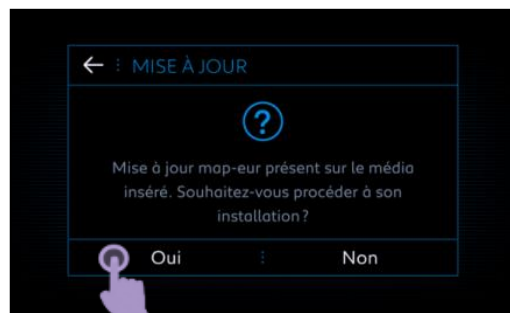 MISE À JOUR
?
Mise à jour map-eur présent sur le média
inséré. Souhaitez-vous procéder à son
installation ?
Oui
Non